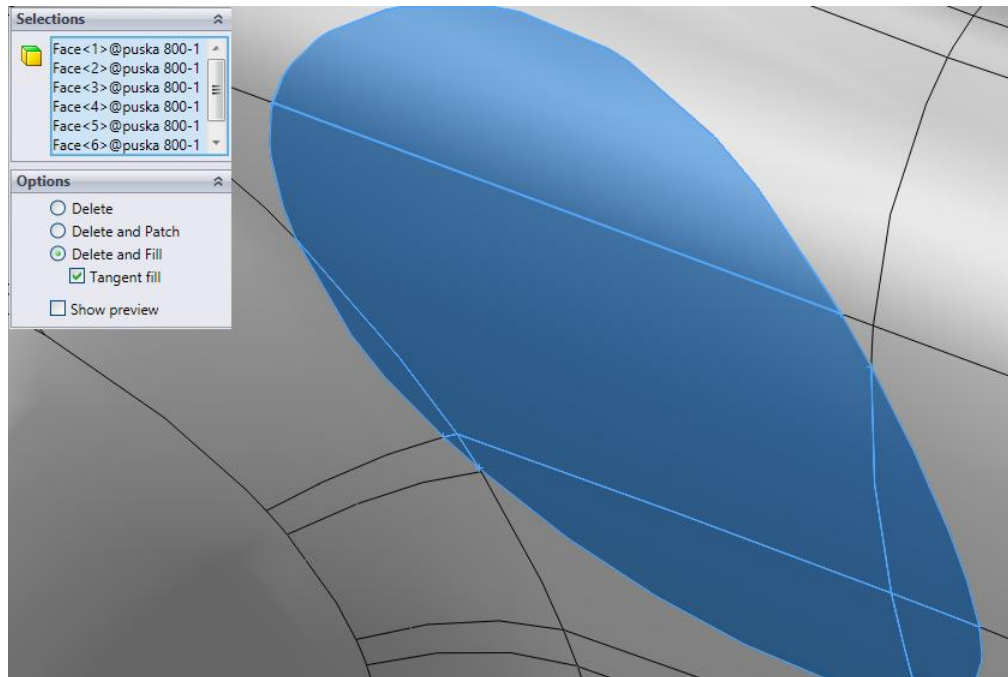 Selections
Face<1>@puska 800-1
Face<2>@puska 800-1
Face<3>@puska 800-1
Face<4>@puska 800-1
Face<5>@puska 800-1
Face<6>@puska 800-1
Options
Delete
Delete and Patch
Delete and Fill
Tangent fill
Show preview